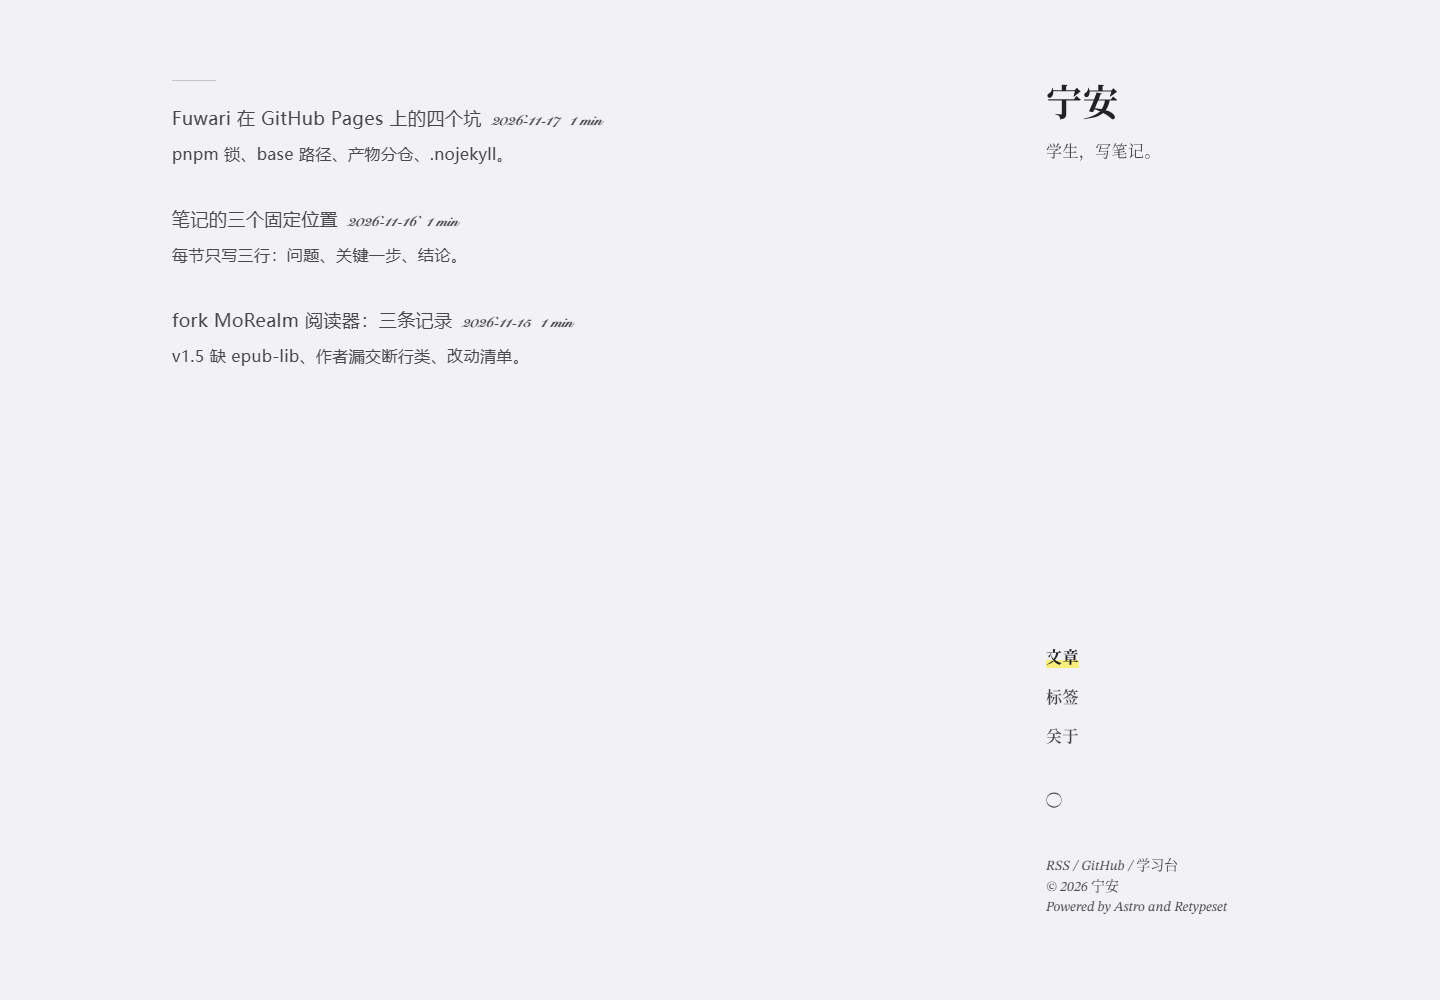 Fuwari 在 GitHub Pages 上的四个坑 2026-11-17 1 min
pnpm 锁、base 路径、产物分仓、.nojekyll。
笔记的三个固定位置 2026-11-16 1 min
每节只写三行：问题、关键一步、结论。
fork MoRealm 阅读器：三条记录 2026-11-15 1 min
v1.5 缺 epub-lib、作者漏交断行类、改动清单。
宁安
学生，写笔记。
文章
标签
关于
RSS / GitHub / 学习台
© 2026 宁安
Powered by Astro and Retypeset